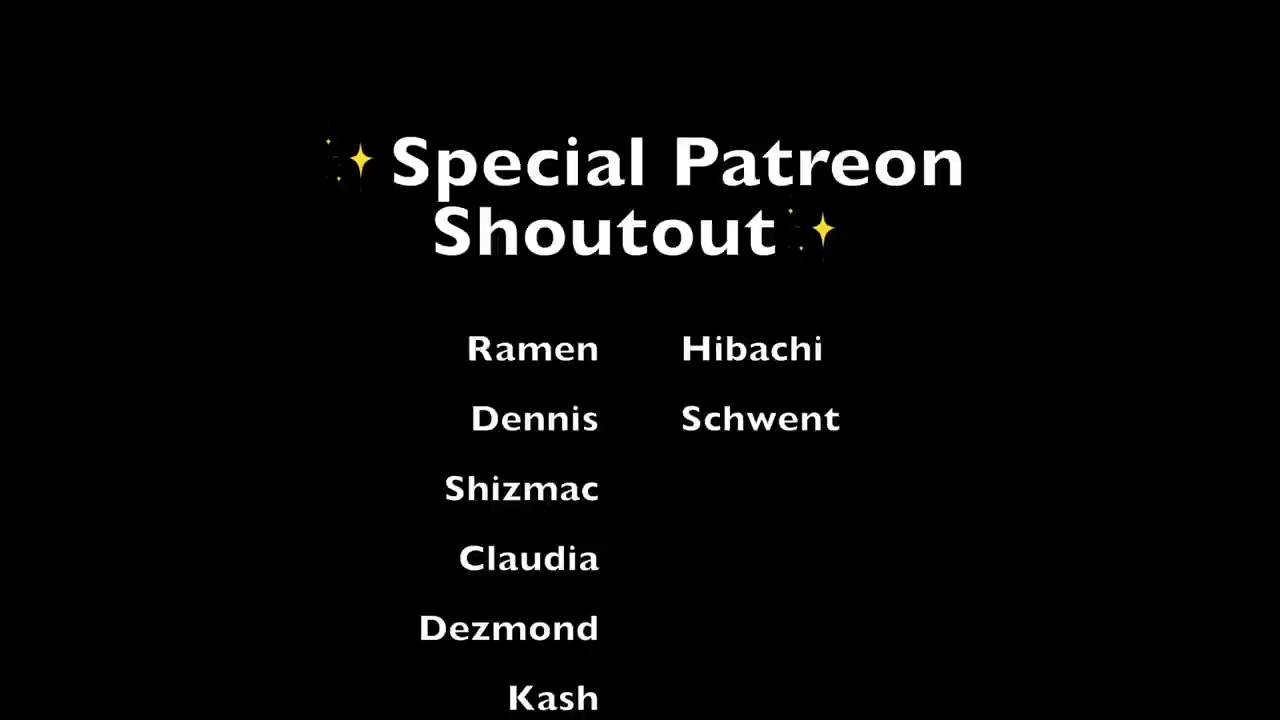 ✨Special Patreon
Shoutout✨
Ramen Hibachi
Dennis Schwent
Shizmac
Claudia
Dezmond
Kash